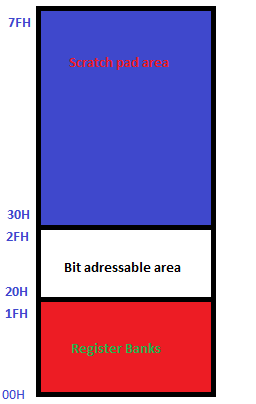 7FH
Scratch pad area
30H
2FH
Bit adressable area
20H
1FH
Register Banks
00H